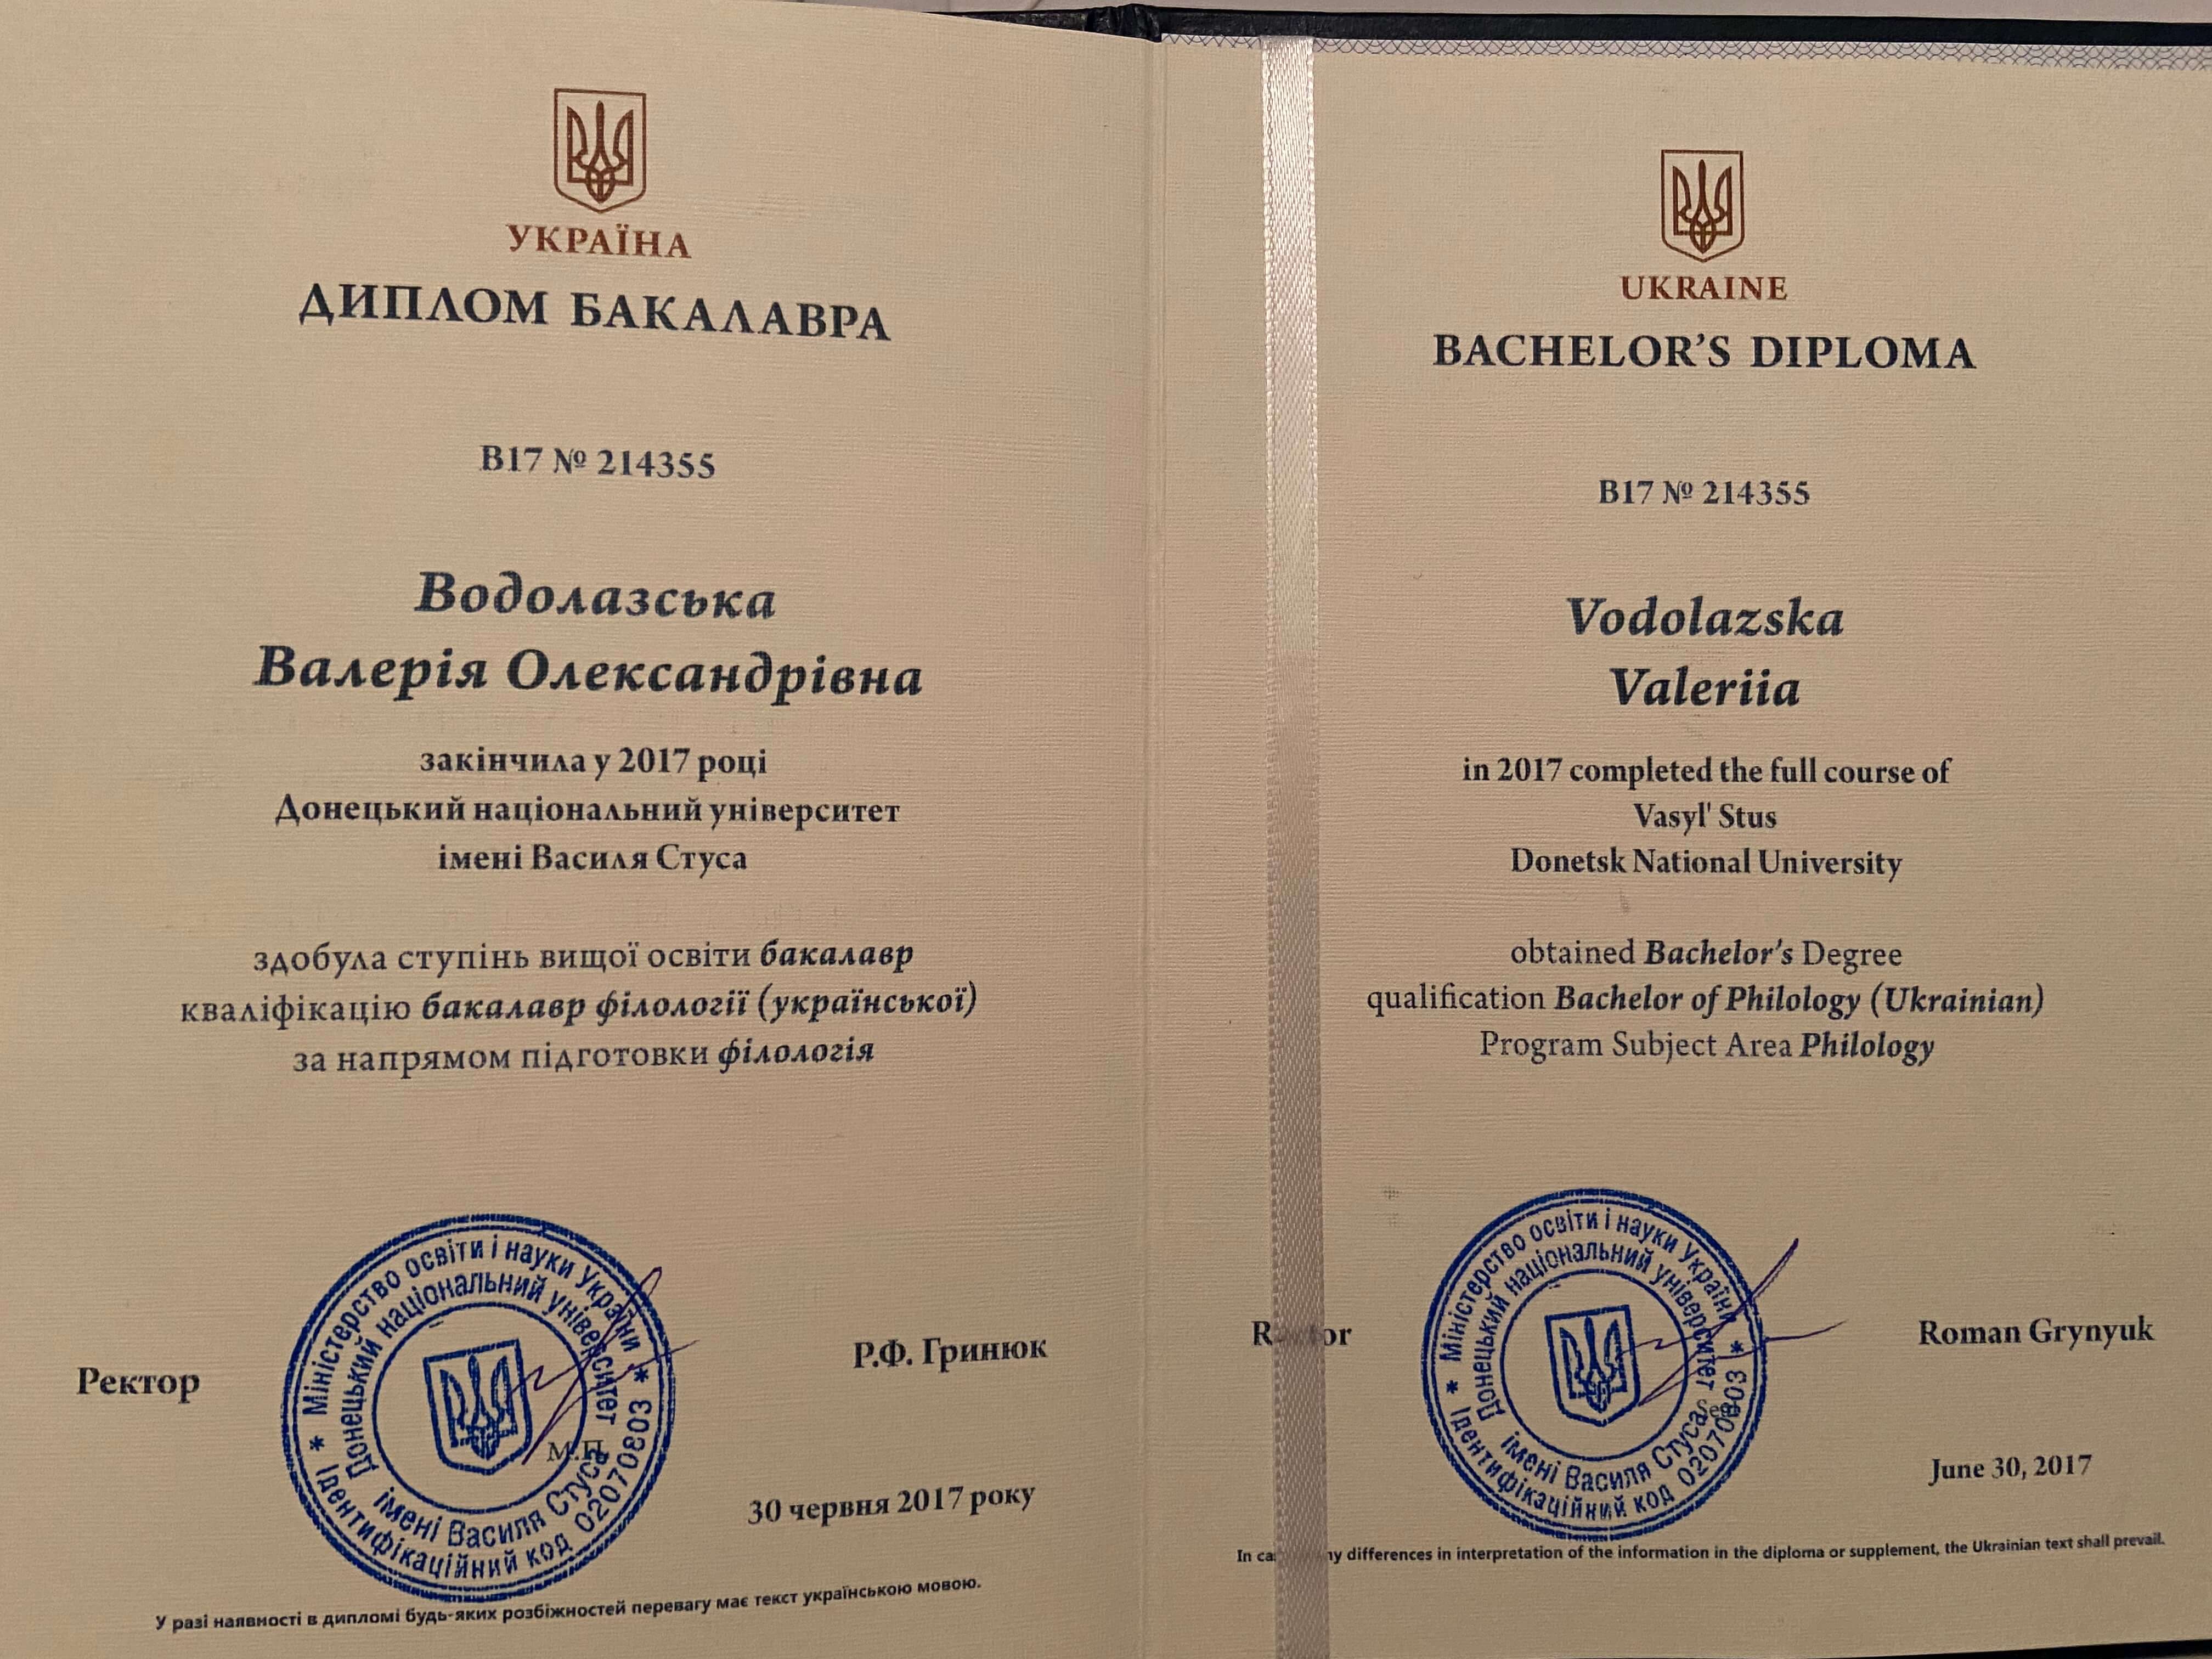 УКРАЇНА
ДИПЛОМ БАКАЛАВРА
В17 № 214355
Водолазська
Валерія Олександрівна
закінчила у 2017 році
Донецький національний університет
імені Василя Стуса
здобула ступінь вищої освіти бакалавр
кваліфікацію бакалавр філології (української)
за напрямом підготовки філологія
Ректор
Міністерство освіти і науки України
Донецький національний університет
імені Василя Стуса
Ідентифікаційний код 02070803
М.П.
Р.Ф. Гринюк
30 червня 2017 року
У разі наявності в дипломі будь-яких розбіжностей перевагу має текст українською мовою.
UKRAINE
BACHELOR'S DIPLOMA
B17 № 214355
Vodolazska
Valeriia
in 2017 completed the full course of
Vasyl' Stus
Donetsk National University
obtained Bachelor's Degree
qualification Bachelor of Philology (Ukrainian)
Program Subject Area Philology
Міністерство освіти і науки України
Донецький національний університет
імені Василя Стуса
Ідентифікаційний код 02070803
Seal
Roman Grynyuk
June 30, 2017
In differences in interpretation of the information in the diploma or supplement, the Ukrainian text shall prevail.